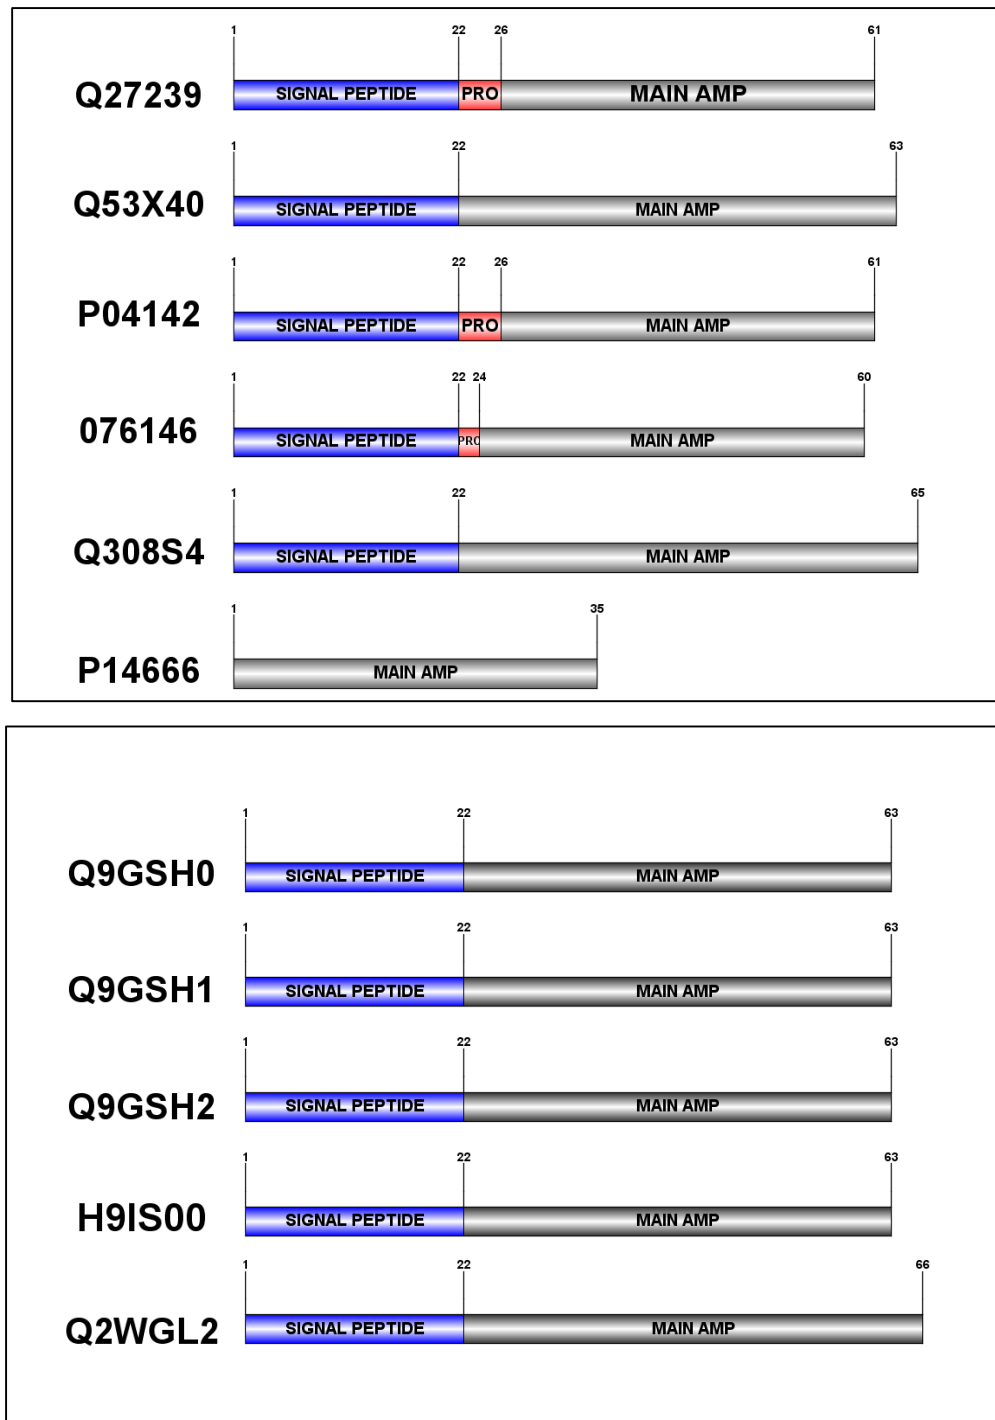 1 22 26 61
Q27239 SIGNAL PEPTIDE PRO MAIN AMP
1 22 63
Q53X40 SIGNAL PEPTIDE MAIN AMP
1 22 26 61
P04142 SIGNAL PEPTIDE PRO MAIN AMP
1 22 24 60
076146 SIGNAL PEPTIDE PRO MAIN AMP
1 22 65
Q308S4 SIGNAL PEPTIDE MAIN AMP
1 35
P14666 MAIN AMP
1 22 63
Q9GSH0 SIGNAL PEPTIDE MAIN AMP
1 22 63
Q9GSH1 SIGNAL PEPTIDE MAIN AMP
1 22 63
Q9GSH2 SIGNAL PEPTIDE MAIN AMP
1 22 63
H9IS00 SIGNAL PEPTIDE MAIN AMP
1 22 66
Q2WGL2 SIGNAL PEPTIDE MAIN AMP